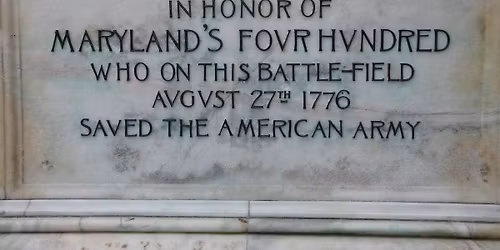 IN HONOR OF
MARYLAND'S FOVR HVNDRED
WHO ON THIS BATTLE-FIELD
AVGVST 27TH 1776
SAVED THE AMERICAN ARMY